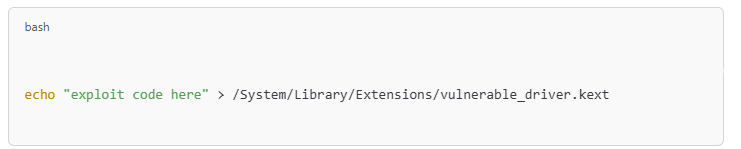 bash
echo "exploit code here" > /System/Library/Extensions/vulnerable_driver.kext